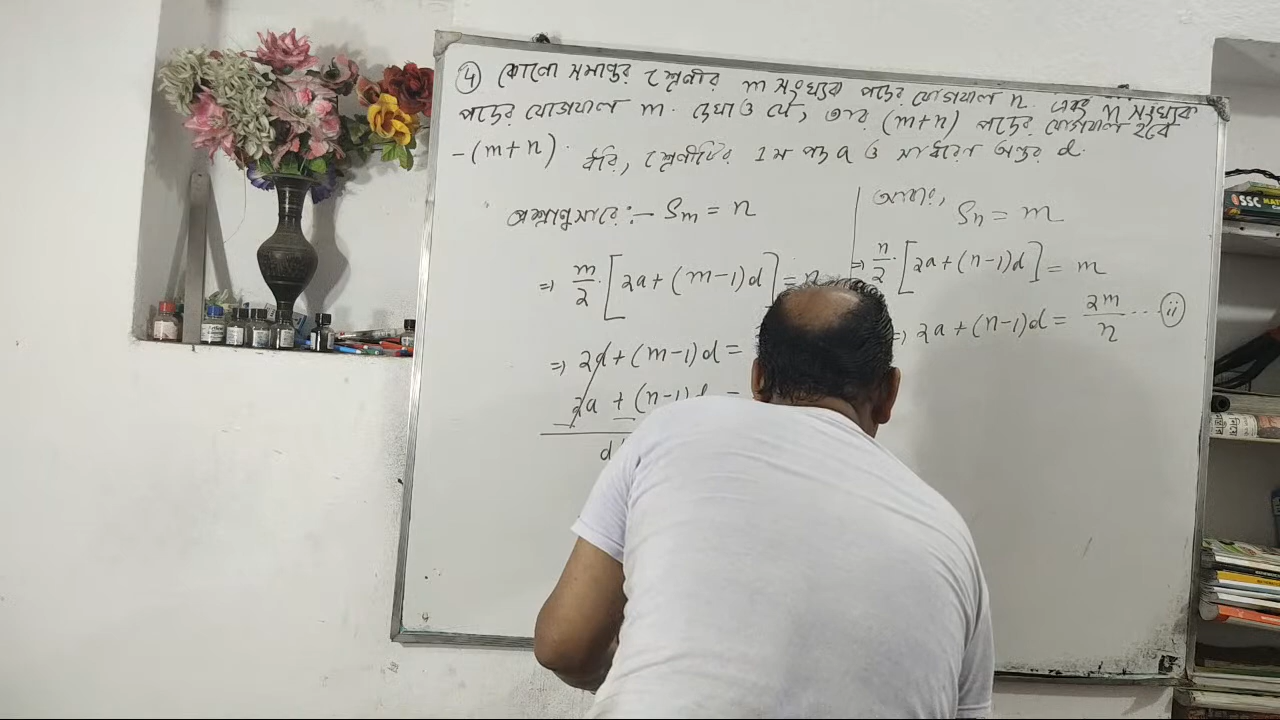 ④ কোনো সমান্তর শ্রেণীর m সংখ্যক পদের যোগফল n. এবং n সংখ্যক
পদের যোগফল m. দেখাও যে, তার (m+n) পদের যোগফল হবে
-(m+n).
ধরি, শ্রেণীটির 1ম পদ a ও সাধারণ অন্তর d.
প্রশ্নানুসারে:- Sm = n
⇒ m/2 · [2a + (m-1)d] = n
⇒ 2a + (m-1)d =
2a + (n-1)d =
d
আবার,
Sn = m
⇒ n/2 · [2a + (n-1)d] = m
⇒ 2a + (n-1)d = 2m/n ... (ii)
SSC